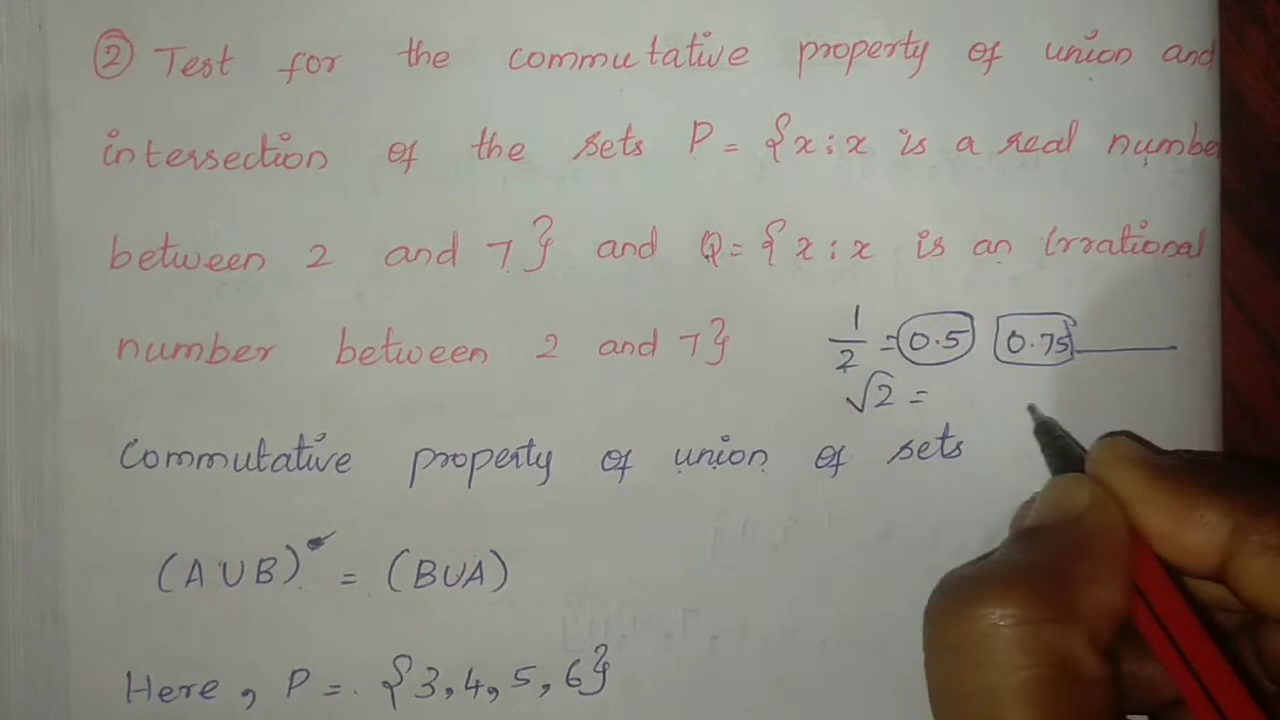 ② Test for the commutative property of union and
intersection of the sets P = {x : x is a real number
between 2 and 7} and Q = {x : x is an irrational
number between 2 and 7}
1/2 = 0.5 0.75
√2 =
Commutative property of union of sets
(A ∪ B) = (B ∪ A)
Here, P = {3, 4, 5, 6}